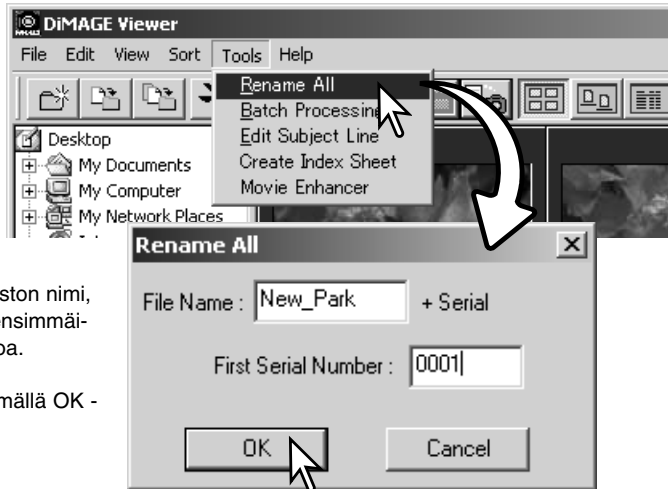 DiMAGE Viewer
File Edit View Sort Tools Help
Rename All
Batch Processing
Edit Subject Line
Create Index Sheet
Movie Enhancer
Desktop
My Documents
My Computer
My Network Places
Rename All
File Name : New_Park + Serial
First Serial Number : 0001
OK Cancel
ston nimi,
nsimmäi-
oa.
mällä OK -